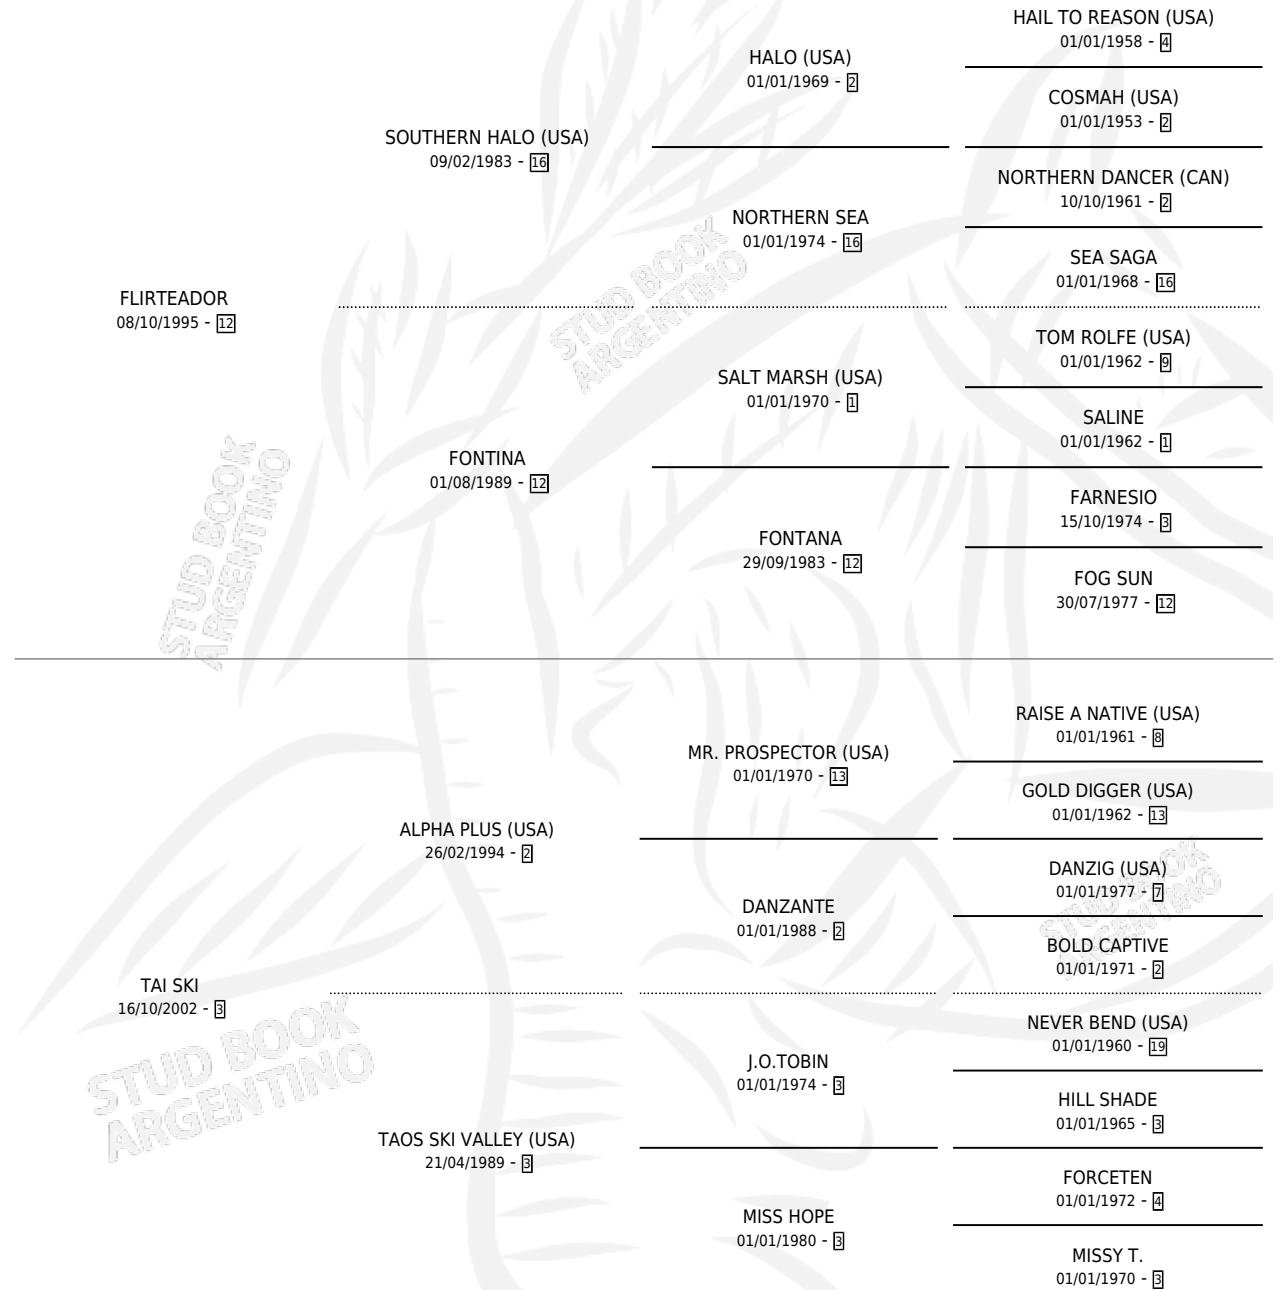 HAIL TO REASON (USA)
01/01/1958 - 4
HALO (USA)
01/01/1969 - 2
COSMAH (USA)
01/01/1953 - 2
SOUTHERN HALO (USA)
09/02/1983 - 16
NORTHERN DANCER (CAN)
10/10/1961 - 2
NORTHERN SEA
01/01/1974 - 16
SEA SAGA
01/01/1968 - 16
FLIRTEADOR
08/10/1995 - 12
TOM ROLFE (USA)
01/01/1962 - 9
SALT MARSH (USA)
01/01/1970 - 1
SALINE
01/01/1962 - 1
FONTINA
01/08/1989 - 12
FARNESIO
15/10/1974 - 3
FONTANA
29/09/1983 - 12
FOG SUN
30/07/1977 - 12
STUD BOOK
ARGENTINO
STUD BOOK
ARGENTINO
RAISE A NATIVE (USA)
01/01/1961 - 8
MR. PROSPECTOR (USA)
01/01/1970 - 13
GOLD DIGGER (USA)
01/01/1962 - 13
ALPHA PLUS (USA)
26/02/1994 - 2
DANZIG (USA)
01/01/1977 - 7
DANZANTE
01/01/1988 - 2
BOLD CAPTIVE
01/01/1971 - 2
STUD BOOK
ARGENTINO
TAI SKI
16/10/2002 - 3
NEVER BEND (USA)
01/01/1960 - 19
J.O.TOBIN
01/01/1974 - 3
HILL SHADE
01/01/1965 - 3
STUD BOOK
ARGENTINO
TAOS SKI VALLEY (USA)
21/04/1989 - 3
FORCETEN
01/01/1972 - 4
MISS HOPE
01/01/1980 - 3
MISSY T.
01/01/1970 - 3